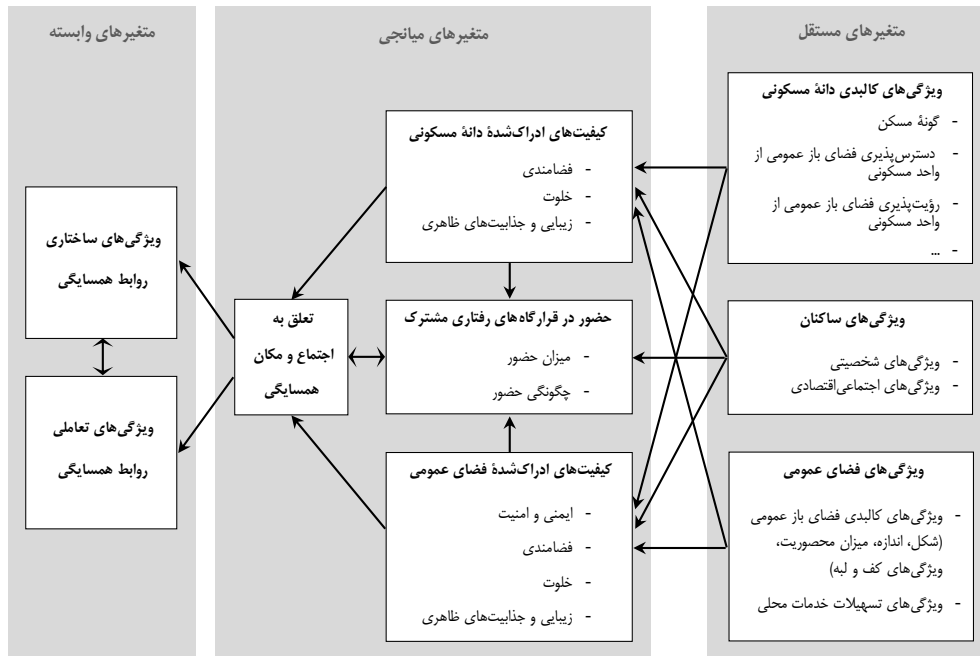 متغیرهای مستقل
ویژگی‌های کالبدی دانهٔ مسکونی
- گونهٔ مسکن
- دسترس‌پذیری فضای باز عمومی از
واحد مسکونی
- رؤیت‌پذیری فضای باز عمومی از
واحد مسکونی
- ...
ویژگی‌های ساکنان
- ویژگی‌های شخصیتی
- ویژگی‌های اجتماعی‌اقتصادی
ویژگی‌های فضای عمومی
- ویژگی‌های کالبدی فضای باز عمومی
(شکل، اندازه، میزان محصوریت،
ویژگی‌های کف و لبه)
- ویژگی‌های تسهیلات خدمات محلی
متغیرهای میانجی
کیفیت‌های ادراک‌شدهٔ دانهٔ مسکونی
- فضامندی
- خلوت
- زیبایی و جذابیت‌های ظاهری
حضور در قرارگاه‌های رفتاری مشترک
- میزان حضور
- چگونگی حضور
کیفیت‌های ادراک‌شدهٔ فضای عمومی
- ایمنی و امنیت
- فضامندی
- خلوت
- زیبایی و جذابیت‌های ظاهری
تعلق به
اجتماع و مکان
همسایگی
متغیرهای وابسته
ویژگی‌های ساختاری
روابط همسایگی
ویژگی‌های تعاملی
روابط همسایگی